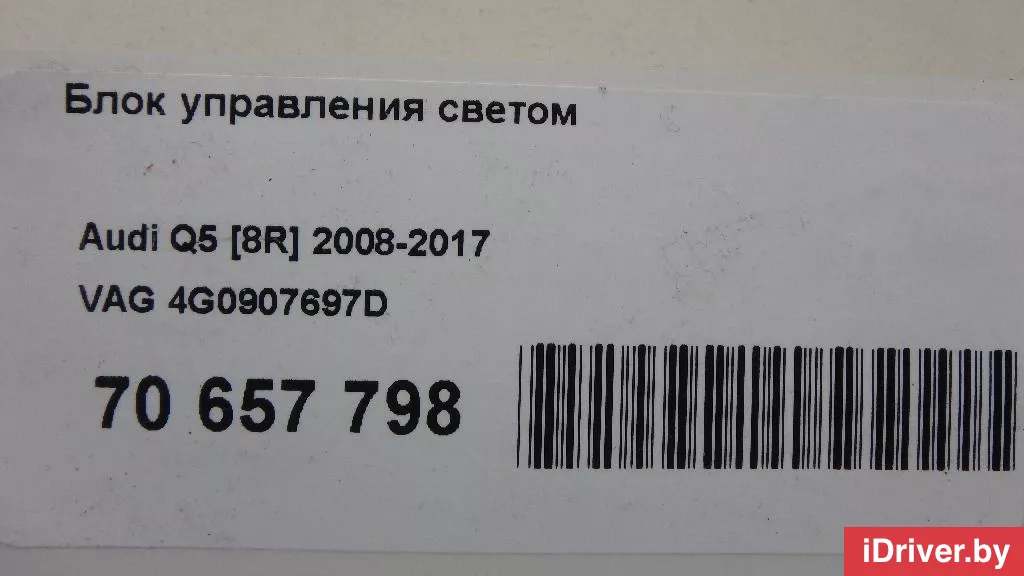 Блок управления светом
Audi Q5 [8R] 2008-2017
VAG 4G0907697D
70 657 798
iDriver.by